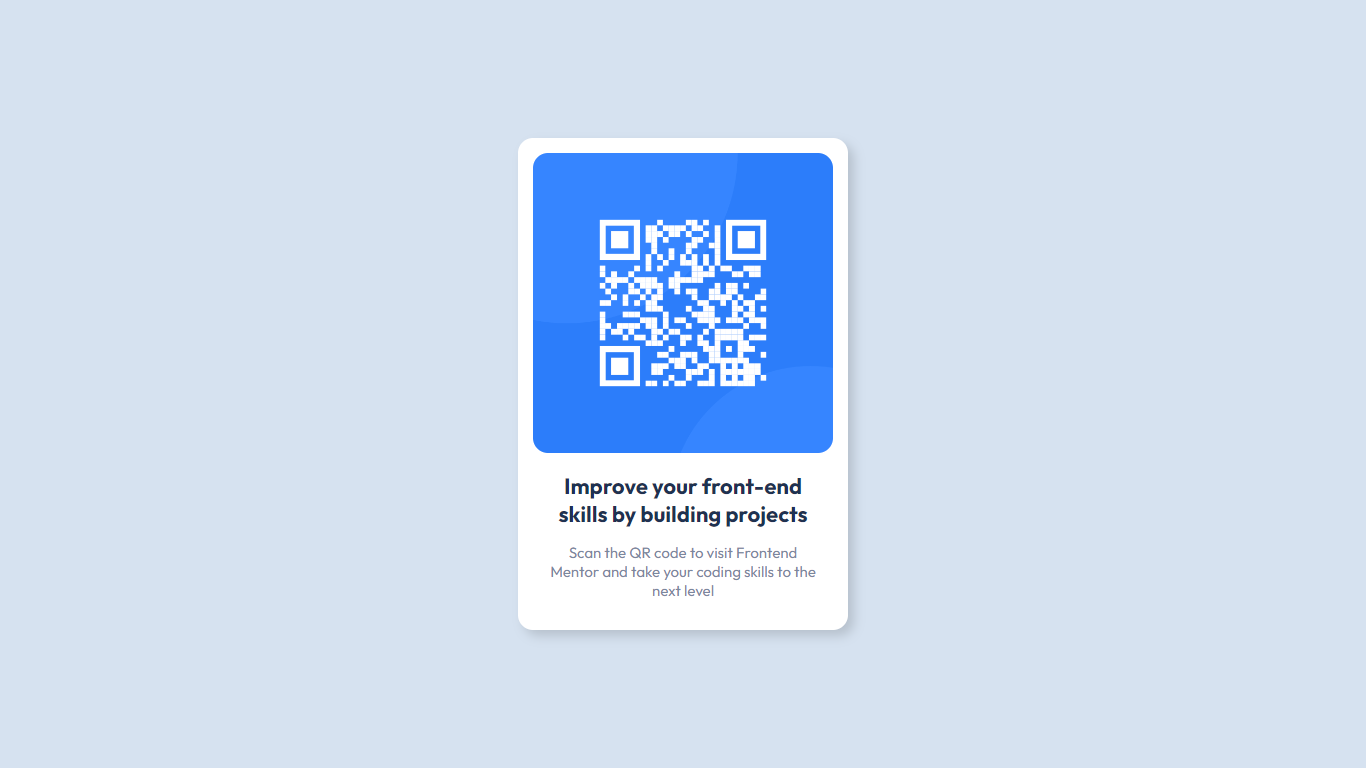 Improve your front-end
skills by building projects
Scan the QR code to visit Frontend
Mentor and take your coding skills to the
next level